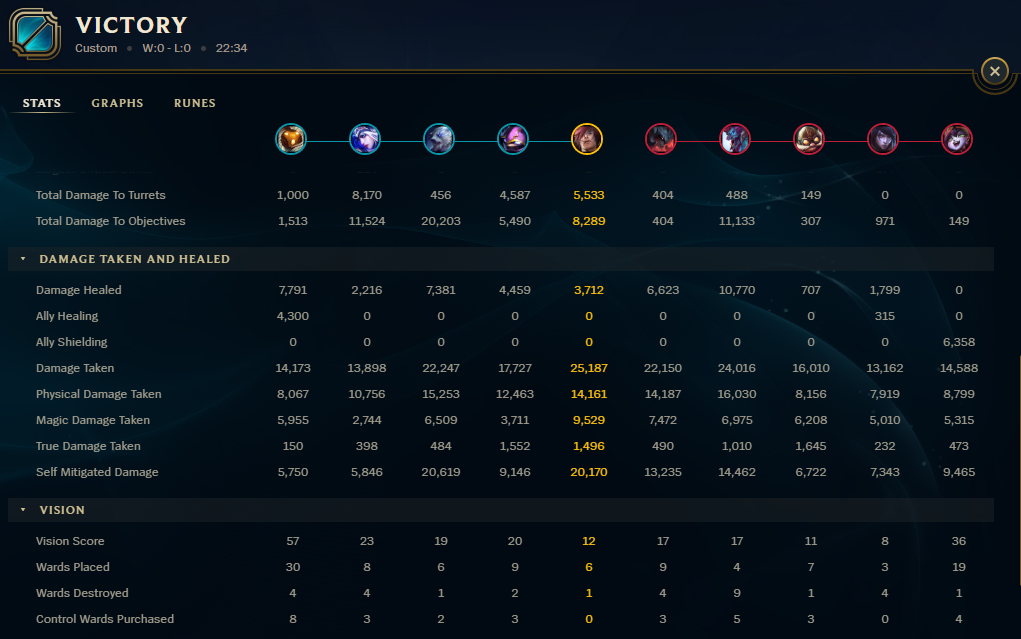 VICTORY
Custom • W:0 - L:0 • 22:34
STATS GRAPHS RUNES
Total Damage To Turrets 1,000 8,170 456 4,587 5,533 404 488 149 0 0
Total Damage To Objectives 1,513 11,524 20,203 5,490 8,289 404 11,133 307 971 149
DAMAGE TAKEN AND HEALED
Damage Healed 7,791 2,216 7,381 4,459 3,712 6,623 10,770 707 1,799 0
Ally Healing 4,300 0 0 0 0 0 0 0 315 0
Ally Shielding 0 0 0 0 0 0 0 0 0 6,358
Damage Taken 14,173 13,898 22,247 17,727 25,187 22,150 24,016 16,010 13,162 14,588
Physical Damage Taken 8,067 10,756 15,253 12,463 14,161 14,187 16,030 8,156 7,919 8,799
Magic Damage Taken 5,955 2,744 6,509 3,711 9,529 7,472 6,975 6,208 5,010 5,315
True Damage Taken 150 398 484 1,552 1,496 490 1,010 1,645 232 473
Self Mitigated Damage 5,750 5,846 20,619 9,146 20,170 13,235 14,462 6,722 7,343 9,465
VISION
Vision Score 57 23 19 20 12 17 17 11 8 36
Wards Placed 30 8 6 9 6 9 4 7 3 19
Wards Destroyed 4 4 1 2 1 4 9 1 4 1
Control Wards Purchased 8 3 2 3 0 3 5 3 0 4